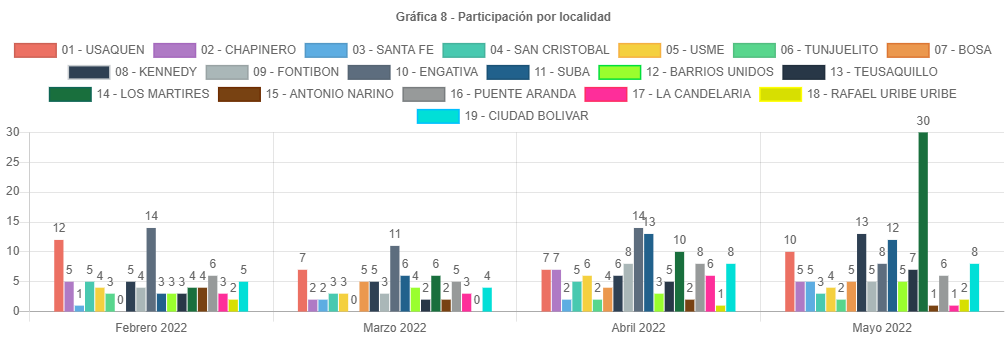 Gráfica 8 - Participación por localidad
01 - USAQUEN 02 - CHAPINERO 03 - SANTA FE 04 - SAN CRISTOBAL 05 - USME 06 - TUNJUELITO 07 - BOSA
08 - KENNEDY 09 - FONTIBON 10 - ENGATIVA 11 - SUBA 12 - BARRIOS UNIDOS 13 - TEUSAQUILLO
14 - LOS MARTIRES 15 - ANTONIO NARINO 16 - PUENTE ARANDA 17 - LA CANDELARIA 18 - RAFAEL URIBE URIBE
19 - CIUDAD BOLIVAR
30
25
20
15
10
5
0
12 5 1 5 4 3 0 5 4 14 3 3 3 4 4 6 3 2 5
7 2 2 3 3 0 5 5 3 11 6 4 2 6 2 5 3 0 4
7 7 2 5 6 2 4 6 8 14 13 3 5 10 2 8 6 1 8
10 5 5 3 4 2 5 13 5 8 12 5 7 30 1 6 1 2 8
Febrero 2022 Marzo 2022 Abril 2022 Mayo 2022